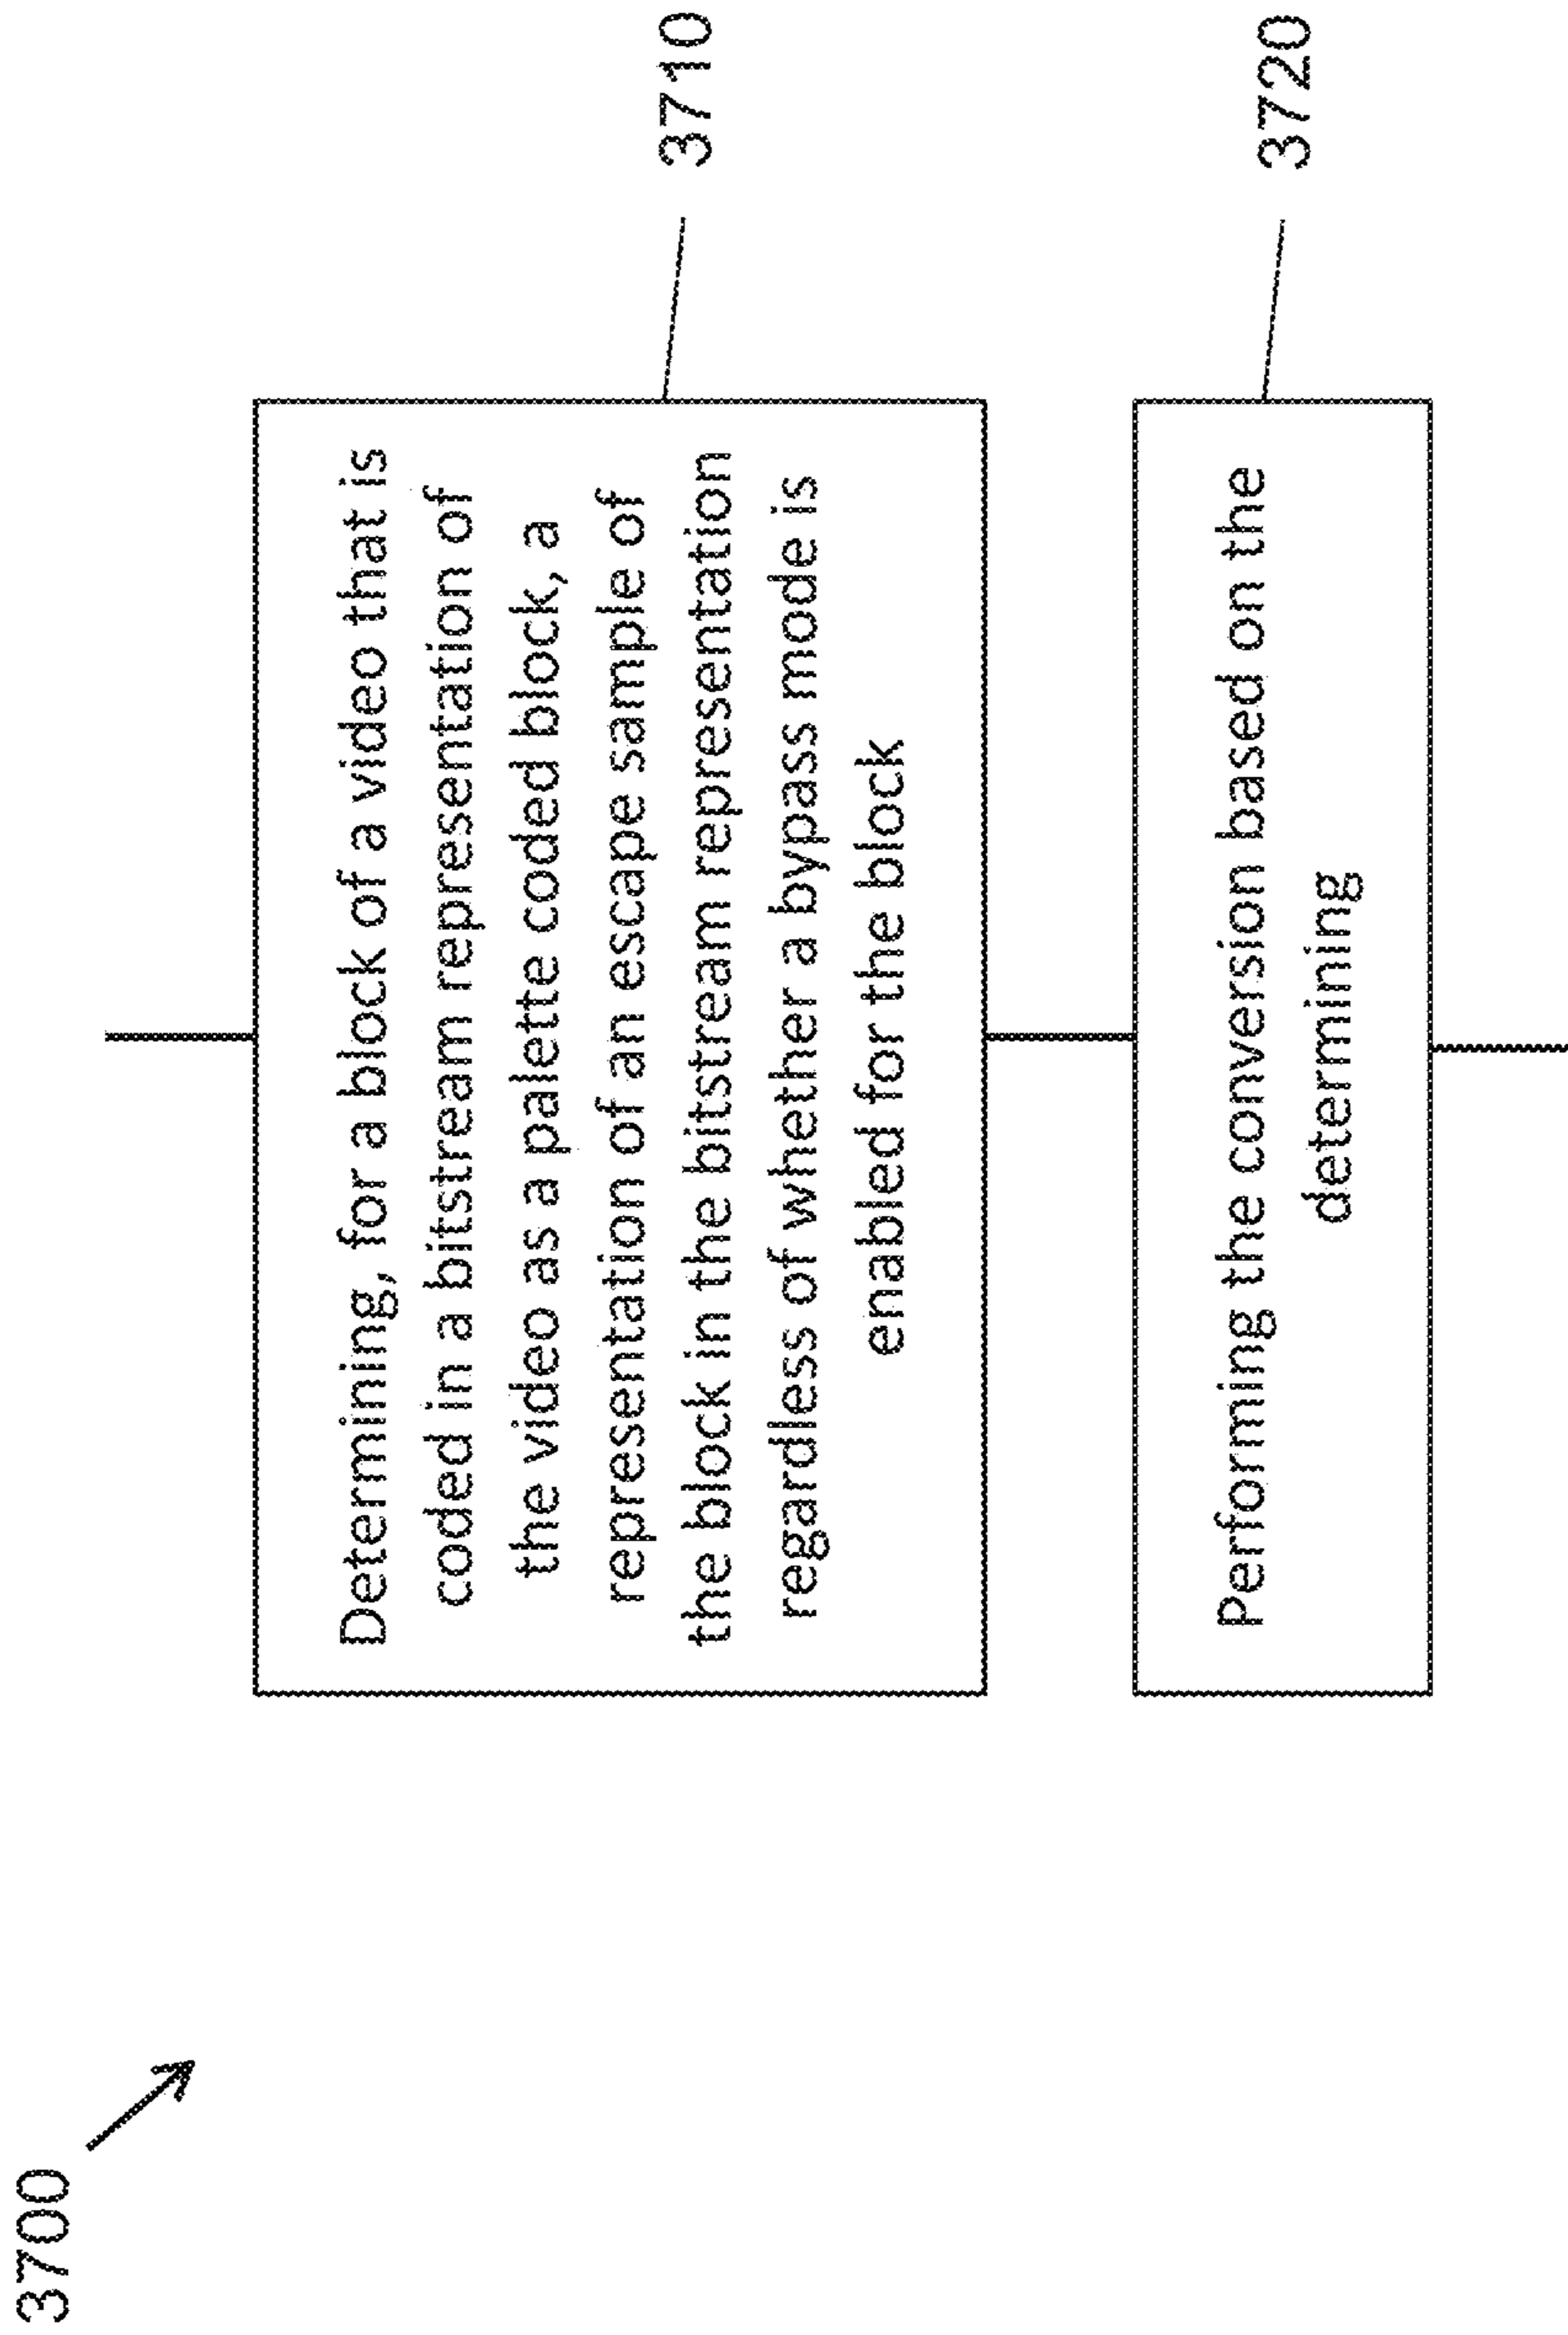 3700
Determining, for a block of a video that is
coded in a bitstream representation of
the video as a palette coded block, a
representation of an escape sample of
the block in the bitstream representation
regardless of whether a bypass mode is
enabled for the block
3710
Performing the conversion based on the
determining
3720